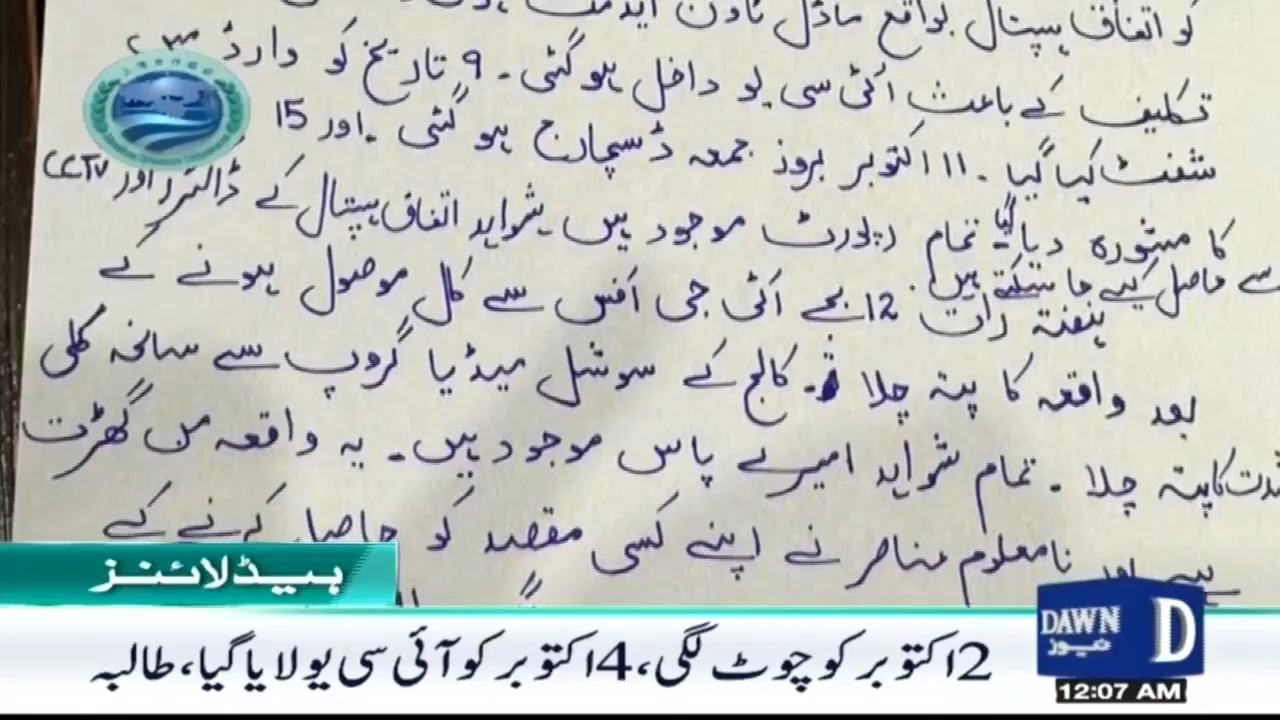 کو اتفاق ہسپتال بواقع ماڈل ٹاون
تکلیف کے باعث آئی سی یو داخل ہو گئی۔ 9 تاریخ کو وارڈ میں
شفٹ کیا گیا۔ 11 اکتوبر بروز جمعہ ڈسچارج ہو گئی۔ اور 15
کا مشورہ دیا گیا۔ تمام رپورٹ موجود ہیں۔ شواہد اتفاق ہسپتال کے ڈاکٹرز اور CCTV
سے حاصل کیے جا سکتے ہیں۔
ہفتہ رات 12 بجے آئی جی آفس سے کال موصول ہونے کے
بعد واقعہ کا پتہ چلا۔ کالج کے سوشل میڈیا گروپ سے سانحہ کلی
شدت کا پتہ چلا۔ تمام شواہد میرے پاس موجود ہیں۔ یہ واقعہ من گھڑت
ہے اور نامعلوم عناصر نے اپنے کسی مقصد کو حاصل کرنے کے
ہیڈلائنز
2اکتوبر کو چوٹ لگی، 4اکتوبر کو آئی سی یو لایا گیا، طالبہ
DAWN
نیوز
D
12:07 AM